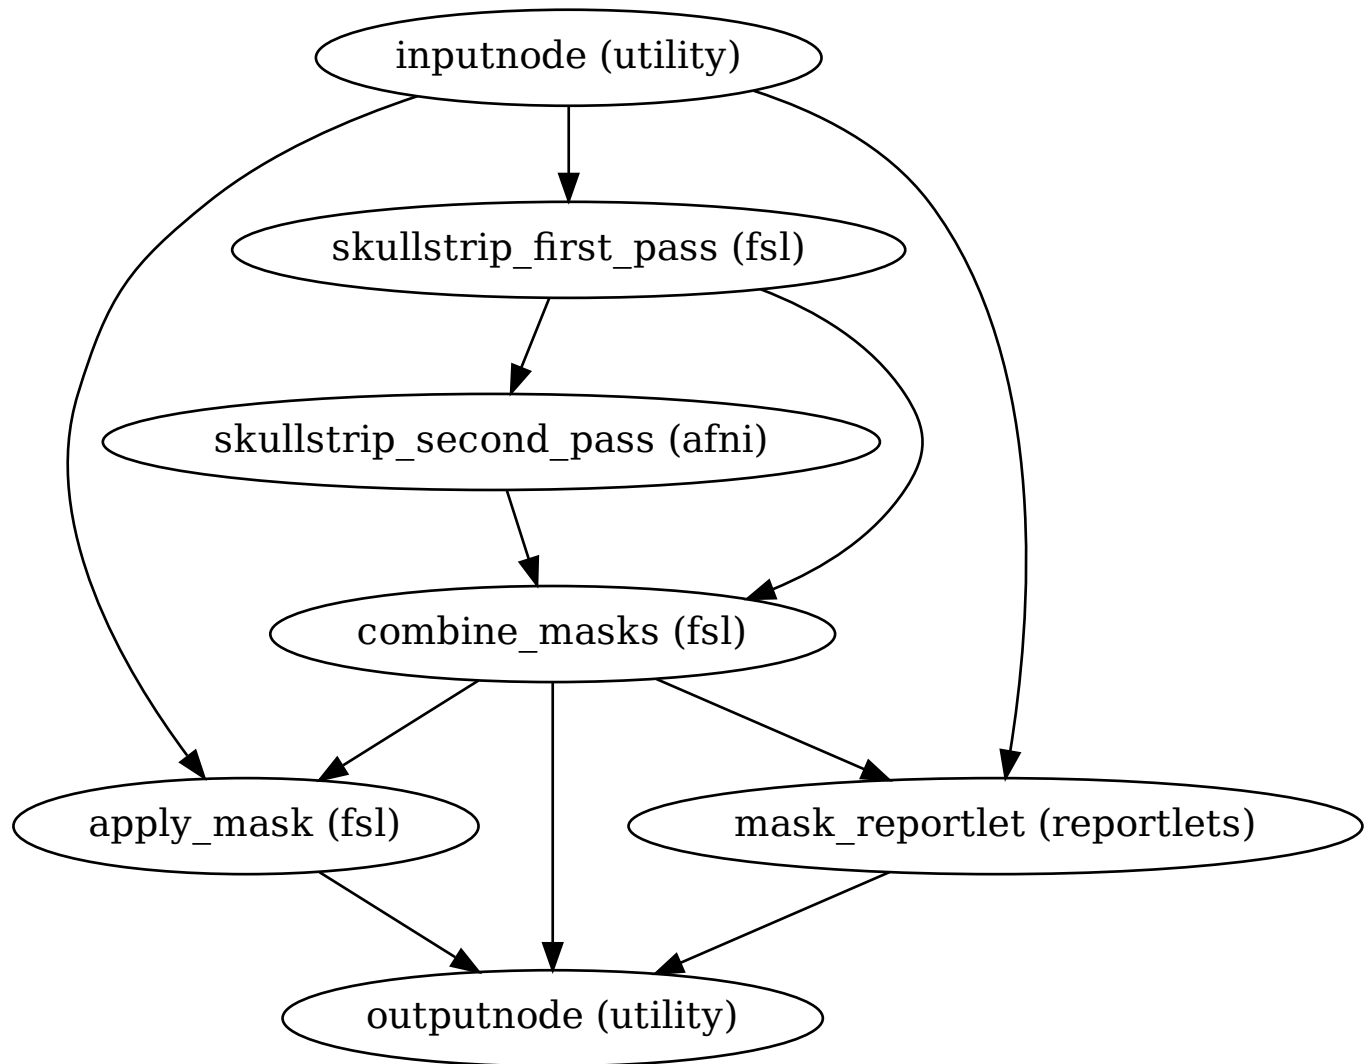 inputnode (utility)
skullstrip_first_pass (fsl)
skullstrip_second_pass (afni)
combine_masks (fsl)
apply_mask (fsl)
mask_reportlet (reportlets)
outputnode (utility)